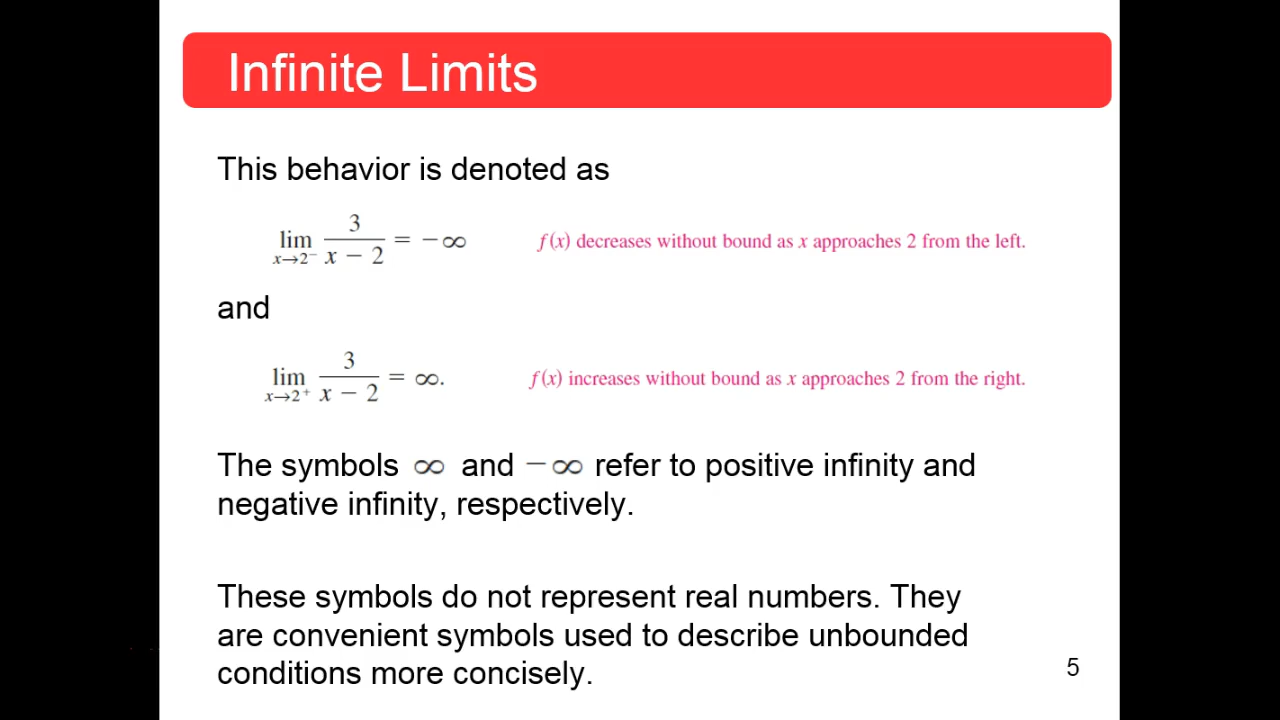 Infinite Limits
This behavior is denoted as
lim x→2⁻ 3/(x − 2) = −∞ f(x) decreases without bound as x approaches 2 from the left.
and
lim x→2⁺ 3/(x − 2) = ∞. f(x) increases without bound as x approaches 2 from the right.
The symbols ∞ and −∞ refer to positive infinity and
negative infinity, respectively.
These symbols do not represent real numbers. They
are convenient symbols used to describe unbounded
conditions more concisely.
5